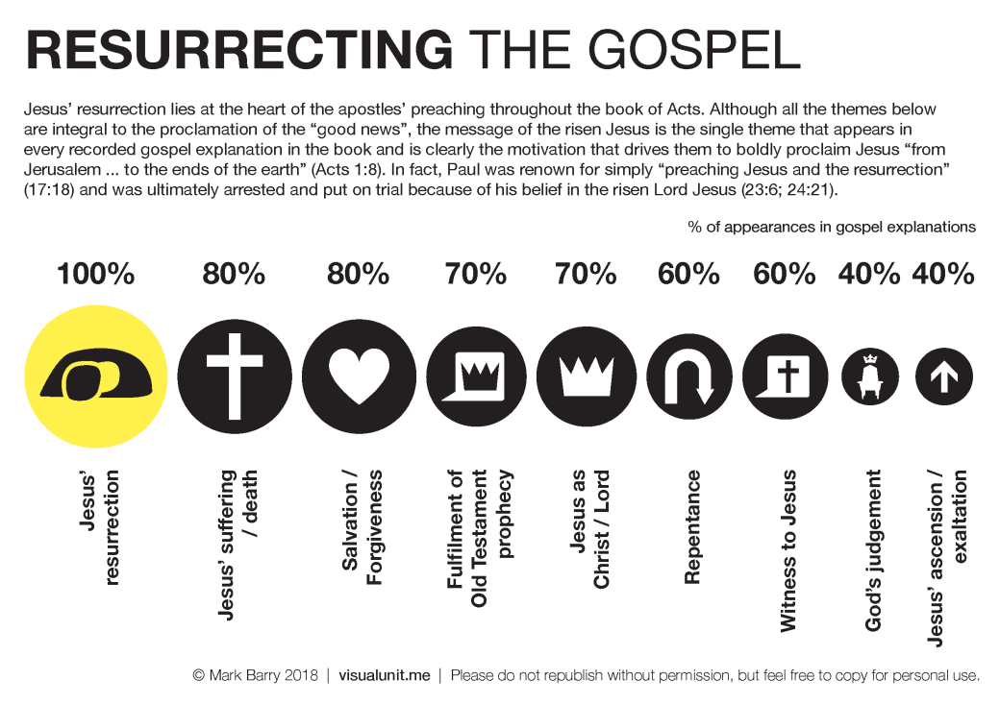 RESURRECTING THE GOSPEL
Jesus’ resurrection lies at the heart of the apostles’ preaching throughout the book of Acts. Although all the themes below
are integral to the proclamation of the “good news”, the message of the risen Jesus is the single theme that appears in
every recorded gospel explanation in the book and is clearly the motivation that drives them to boldly proclaim Jesus “from
Jerusalem ... to the ends of the earth” (Acts 1:8). In fact, Paul was renown for simply “preaching Jesus and the resurrection”
(17:18) and was ultimately arrested and put on trial because of his belief in the risen Lord Jesus (23:6; 24:21).
% of appearances in gospel explanations
100% 80% 80% 70% 70% 60% 60% 40% 40%
Jesus’
resurrection
Jesus’ suffering
/ death
Salvation /
Forgiveness
Fulfilment of
Old Testament
prophecy
Jesus as
Christ / Lord
Repentance
Witness to Jesus
God’s judgement
Jesus’ ascension /
exaltation
© Mark Barry 2018 | visualunit.me | Please do not republish without permission, but feel free to copy for personal use.